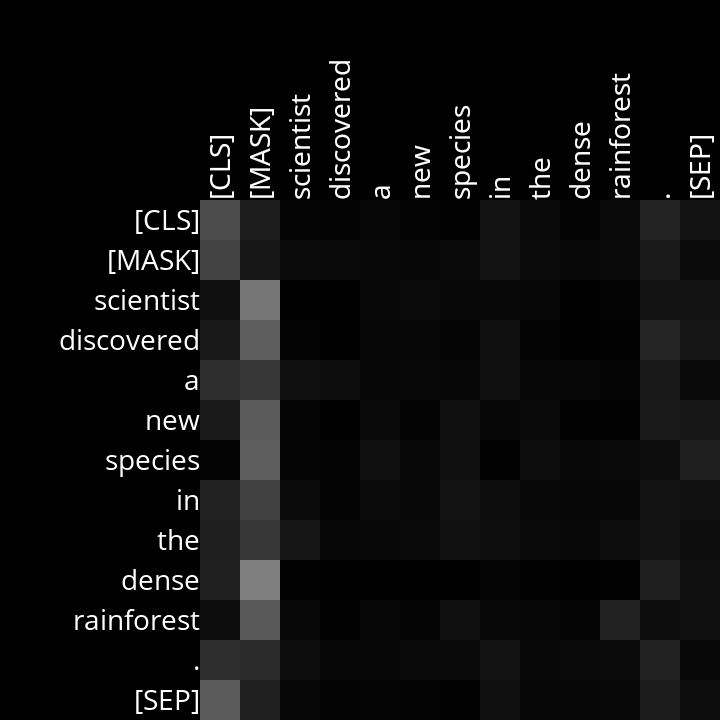 [CLS]
[MASK]
scientist
discovered
a
new
species
in
the
dense
rainforest
.
[SEP]
[CLS]
[MASK]
scientist
discovered
a
new
species
in
the
dense
rainforest
.
[SEP]